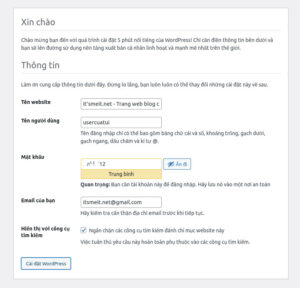 Xin chào
Chào mừng bạn đến với quá trình cài đặt 5 phút nổi tiếng của WordPress! Chỉ cần điền thông tin bên dưới và
bạn sẽ lên đường sử dụng nền tảng xuất bản cá nhân linh hoạt và mạnh mẽ nhất trên thế giới.
Thông tin
Làm ơn cung cấp thông tin dưới đây. Đừng lo lắng, bạn luôn luôn có thể thay đổi những cài đặt này về sau.
Tên website
it'smeit.net - Trang web blog c
Tên người dùng
usercuatui
Tên đăng nhập chỉ có thể bao gồm bảng chữ cái và số, khoảng trống, gạch dưới,
gạch ngang, dấu chấm và kí tự @.
Mật khẩu
Ẩn đi
Trung bình
Quan trọng: Bạn cần tài khoản này để đăng nhập. Hãy lưu nó vào một nơi an toàn
Email của bạn
itsmeit.net@gmail.com
Hãy kiểm tra cẩn thận địa chỉ email trước khi tiếp tục.
Hiển thị với công cụ
tìm kiếm
Ngăn chặn các công cụ tìm kiếm đánh chỉ mục website này
Việc tuân thủ yêu cầu này hoàn toàn phụ thuộc vào các công cụ tìm kiếm.
Cài đặt WordPress